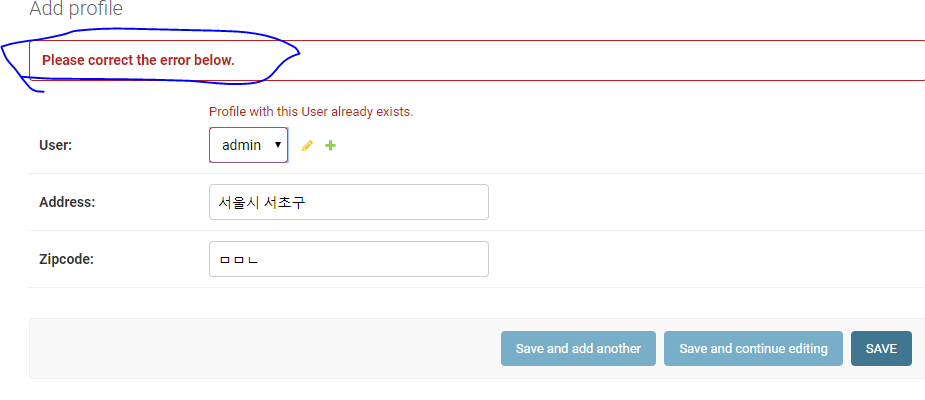 Add profile
Please correct the error below.
Profile with this User already exists.
User: admin
Address: 서울시 서초구
Zipcode: ㅁㅁㄴ
Save and add another Save and continue editing SAVE